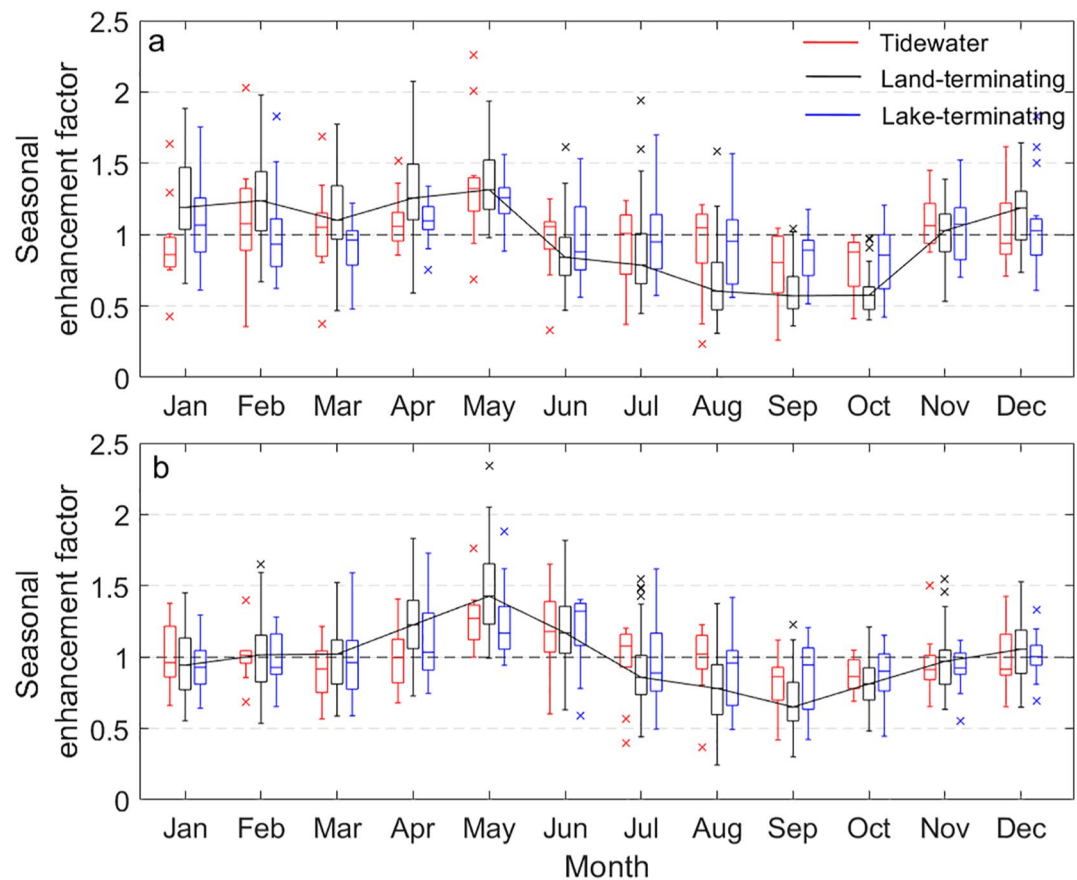 2.5
a
Tidewater
2
Land-terminating
Lake-terminating
1.5
1
0.5
0
Seasonal
enhancement factor
Jan Feb Mar Apr May Jun Jul Aug Sep Oct Nov Dec
2.5
b
2
1.5
1
0.5
0
Seasonal
enhancement factor
Jan Feb Mar Apr May Jun Jul Aug Sep Oct Nov Dec
Month